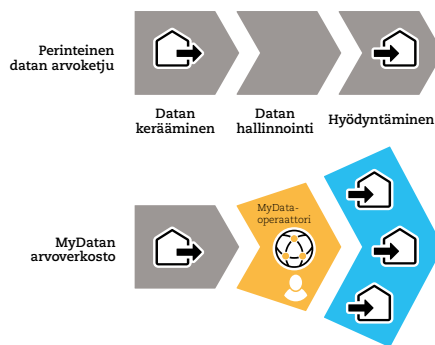 Perinteinen
datan arvoketju
Datan
kerääminen
Datan
hallinnointi
Hyödyntäminen
MyData-
operaattori
MyDatan
arvoverkosto